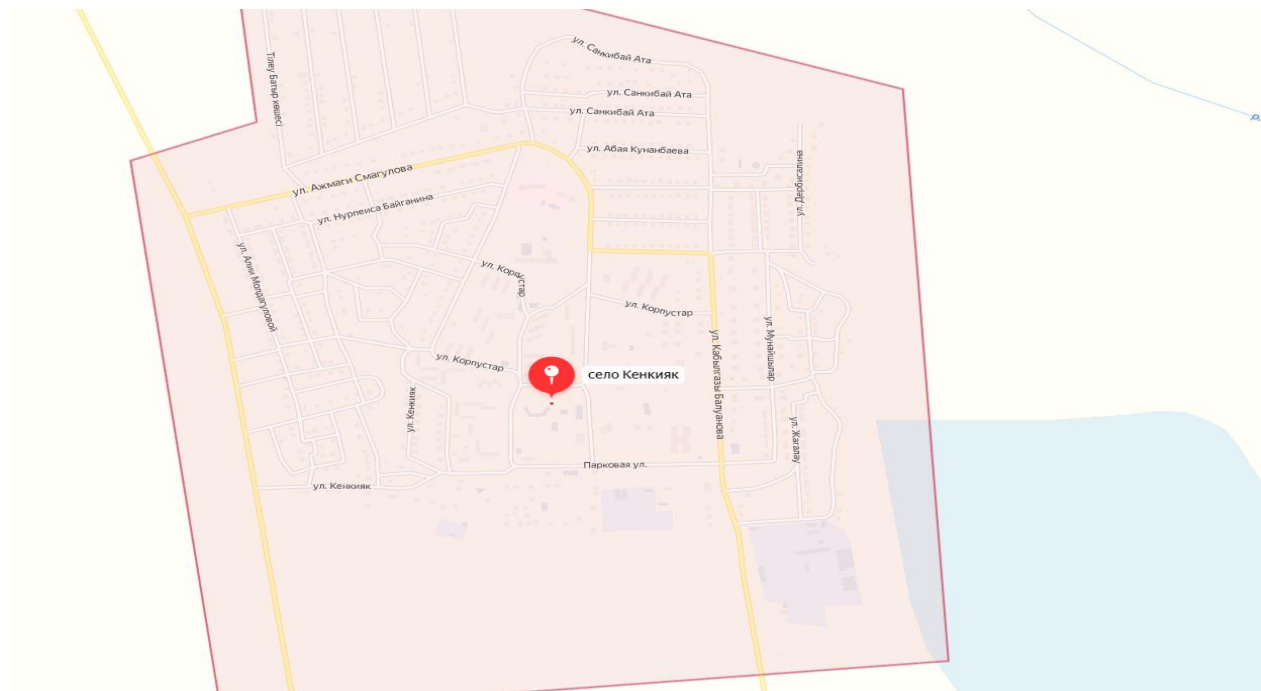 ул. Санкибай Ата
Тілеу Батыр көшесі
ул. Санкибай Ата
ул. Санкибай Ата
ул. Абая Кунанбаева
ул. Ажмаги Смагулова
ул. Дербисалина
ул. Нурпеиса Байганина
ул. Алии Молдагуловой
ул. Корпустар
ул. Корпустар
ул. Мунайшылар
ул. Кабылгазы Балуанова
ул. Корпустар
село Кенкияк
ул. Кенкияк
ул. Жагалау
Парковая ул.
ул. Кенкияк